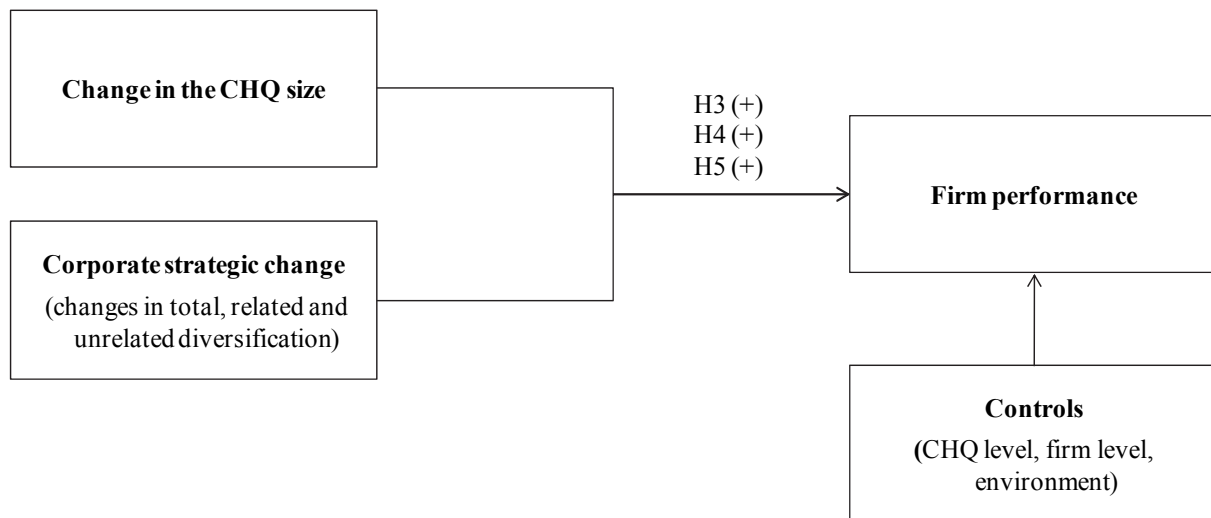 Change in the CHQ size
H3 (+)
H4 (+)
H5 (+)
Firm performance
Corporate strategic change
(changes in total, related and
unrelated diversification)
Controls
(CHQ level, firm level,
environment)